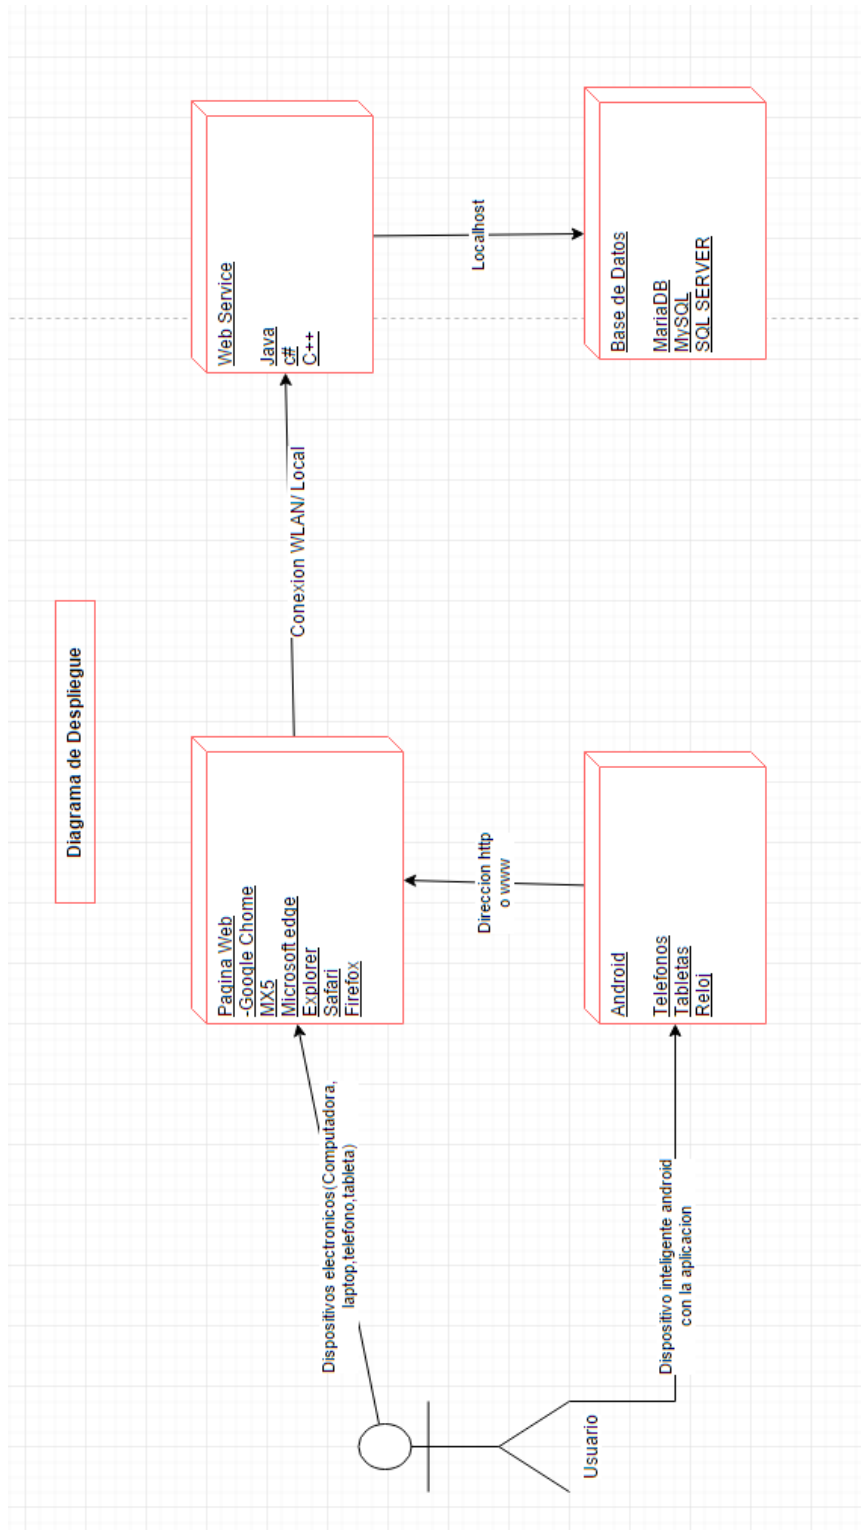 Diagrama de Despliegue
Pagina Web
-Google Chome
MX5
Microsoft edge
Explorer
Safari
Firefox
Conexion WLAN/ Local
Web Service
Java
c#
C++
Dispositivos electronicos(Computadora,
laptop,telefono,tableta)
Direccion http
o www
Localhost
Usuario
Dispositivo inteligente android
con la aplicacion
Android
Telefonos
Tabletas
Reloj
Base de Datos
MariaDB
MySQL
SQL SERVER